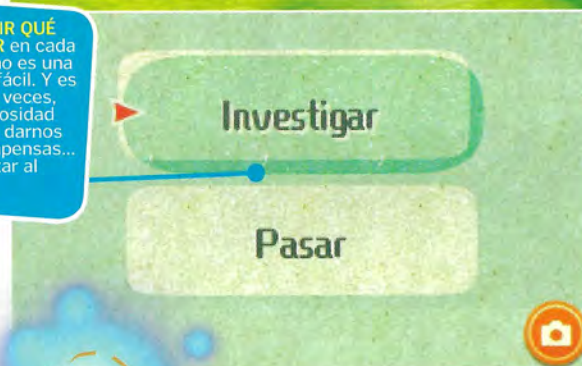 IR QUÉ
R en cada
no es una
fácil. Y es
veces,
osidad
darnos
pensas...
ar al
Investigar
Pasar